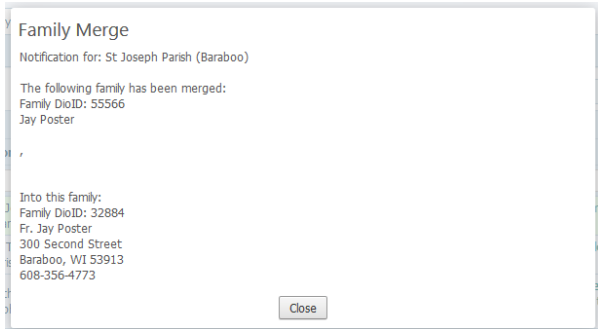 Family Merge
Notification for: St Joseph Parish (Baraboo)
The following family has been merged:
Family DioID: 55566
Jay Poster
,
Into this family:
Family DioID: 32884
Fr. Jay Poster
300 Second Street
Baraboo, WI 53913
608-356-4773
Close